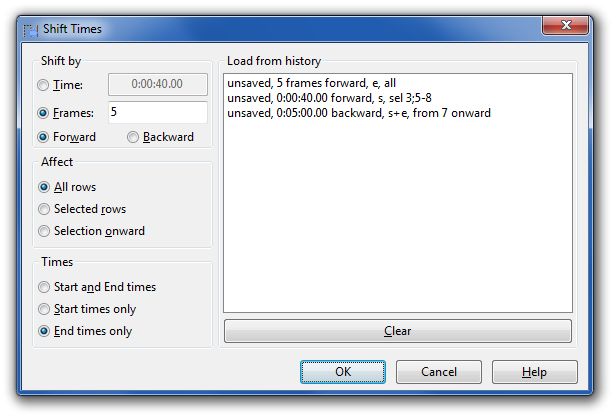 Shift Times
Shift by
Time:
0:00:40.00
Frames:
5
Forward
Backward
Affect
All rows
Selected rows
Selection onward
Times
Start and End times
Start times only
End times only
Load from history
unsaved, 5 frames forward, e, all
unsaved, 0:00:40.00 forward, s, sel 3;5-8
unsaved, 0:05:00.00 backward, s+e, from 7 onward
Clear
OK
Cancel
Help